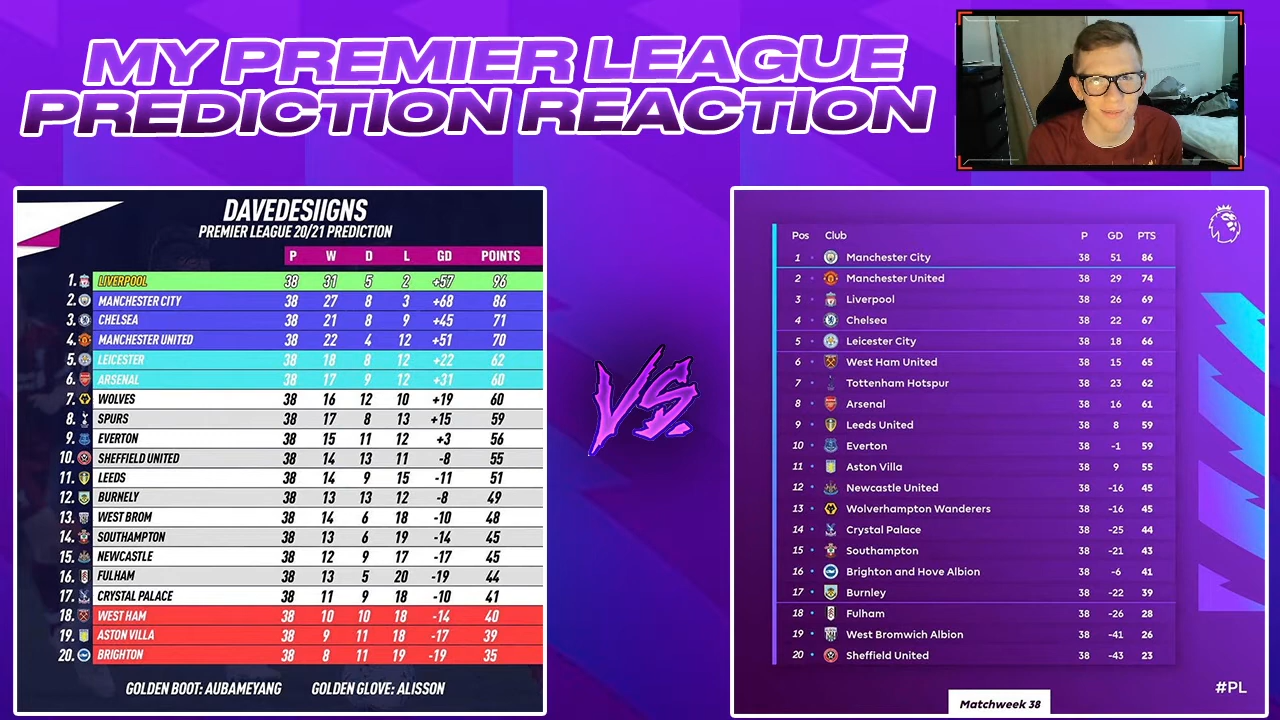 MY PREMIER LEAGUE
PREDICTION REACTION
DAVEDESIIGNS
PREMIER LEAGUE 20/21 PREDICTION
P W D L GD POINTS
1. LIVERPOOL 38 31 5 2 +57 96
2. MANCHESTER CITY 38 27 8 3 +68 86
3. CHELSEA 38 21 8 9 +45 71
4. MANCHESTER UNITED 38 22 4 12 +51 70
5. LEICESTER 38 18 8 12 +22 62
6. ARSENAL 38 17 9 12 +31 60
7. WOLVES 38 16 12 10 +19 60
8. SPURS 38 17 8 13 +15 59
9. EVERTON 38 15 11 12 +3 56
10. SHEFFIELD UNITED 38 14 13 11 -8 55
11. LEEDS 38 14 9 15 -11 51
12. BURNELY 38 13 13 12 -8 49
13. WEST BROM 38 14 6 18 -10 48
14. SOUTHAMPTON 38 13 6 19 -14 45
15. NEWCASTLE 38 12 9 17 -17 45
16. FULHAM 38 13 5 20 -19 44
17. CRYSTAL PALACE 38 11 9 18 -10 41
18. WEST HAM 38 10 10 18 -14 40
19. ASTON VILLA 38 9 11 18 -17 39
20. BRIGHTON 38 8 11 19 -19 35
GOLDEN BOOT: AUBAMEYANG GOLDEN GLOVE: ALISSON
VS
Pos Club P GD PTS
1 Manchester City 38 51 86
2 Manchester United 38 29 74
3 Liverpool 38 26 69
4 Chelsea 38 22 67
5 Leicester City 38 18 66
6 West Ham United 38 15 65
7 Tottenham Hotspur 38 23 62
8 Arsenal 38 16 61
9 Leeds United 38 8 59
10 Everton 38 -1 59
11 Aston Villa 38 9 55
12 Newcastle United 38 -16 45
13 Wolverhampton Wanderers 38 -16 45
14 Crystal Palace 38 -25 44
15 Southampton 38 -21 43
16 Brighton and Hove Albion 38 -6 41
17 Burnley 38 -22 39
18 Fulham 38 -26 28
19 West Bromwich Albion 38 -41 26
20 Sheffield United 38 -43 23
#PL
Matchweek 38